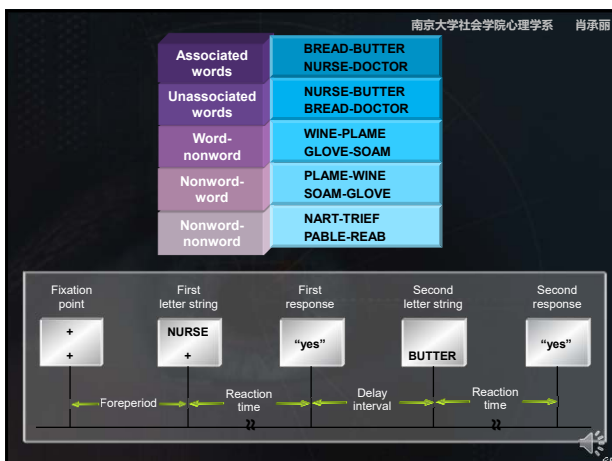 南京大学社会学院心理学系 肖承丽
Associated
words
BREAD-BUTTER
NURSE-DOCTOR
Unassociated
words
NURSE-BUTTER
BREAD-DOCTOR
Word-
nonword
WINE-PLAME
GLOVE-SOAM
Nonword-
word
PLAME-WINE
SOAM-GLOVE
Nonword-
nonword
NART-TRIEF
PABLE-REAB
Fixation
point
First
letter string
First
response
Second
letter string
Second
response
+
+
NURSE
+
"yes"
BUTTER
"yes"
Foreperiod
Reaction
time
Delay
interval
Reaction
time